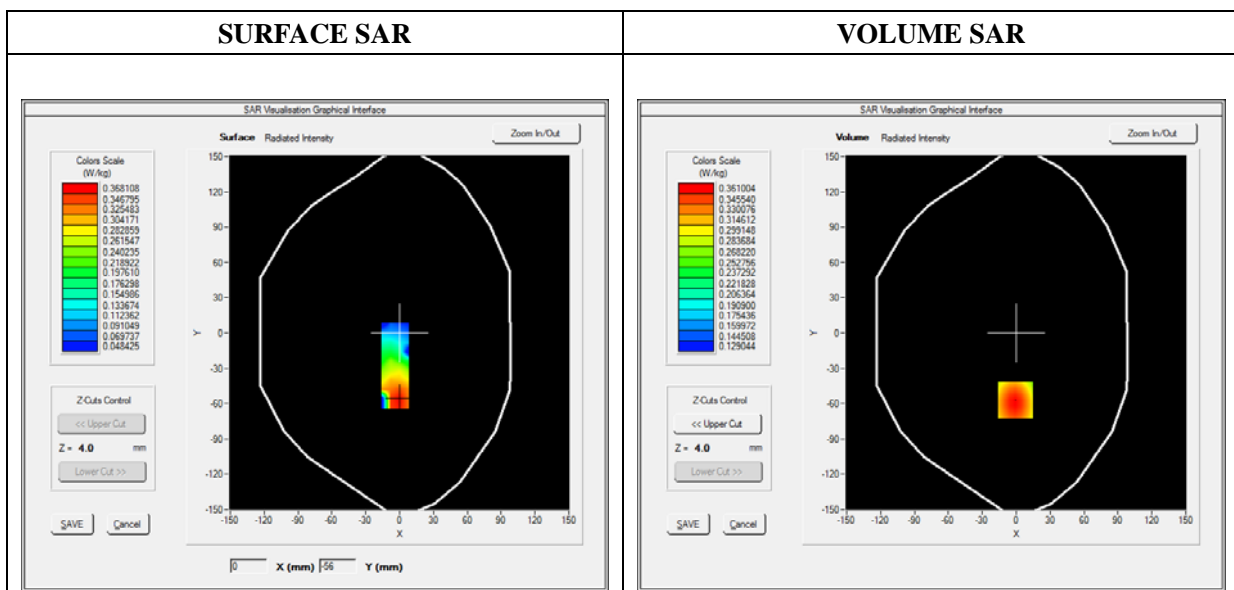 SURFACE SAR
VOLUME SAR
SAR Visualisation Graphical Interface
Surface Radiated Intensity
Zoom In/Out
Colors Scale
(W/kg)
0.368108
0.346795
0.325483
0.304171
0.282859
0.261547
0.240235
0.218922
0.197610
0.176298
0.154986
0.133674
0.112362
0.091049
0.069737
0.048425
Z-Cuts Control
<< Upper Cut
Z = 4.0 mm
Lower Cut >>
SAVE Cancel
150
120
90
60
30
0
-30
-60
-90
-120
-150
Y
-150 -120 -90 -60 -30 0 30 60 90 120 150
X
0 X (mm) -56 Y (mm)
SAR Visualisation Graphical Interface
Volume Radiated Intensity
Zoom In/Out
Colors Scale
(W/kg)
0.361004
0.345540
0.330076
0.314612
0.299148
0.283684
0.268220
0.252756
0.237292
0.221828
0.206364
0.190900
0.175436
0.159972
0.144508
0.129044
Z-Cuts Control
<< Upper Cut
Z = 4.0 mm
Lower Cut >>
SAVE Cancel
150
120
90
60
30
0
-30
-60
-90
-120
-150
Y
-150 -120 -90 -60 -30 0 30 60 90 120 150
X